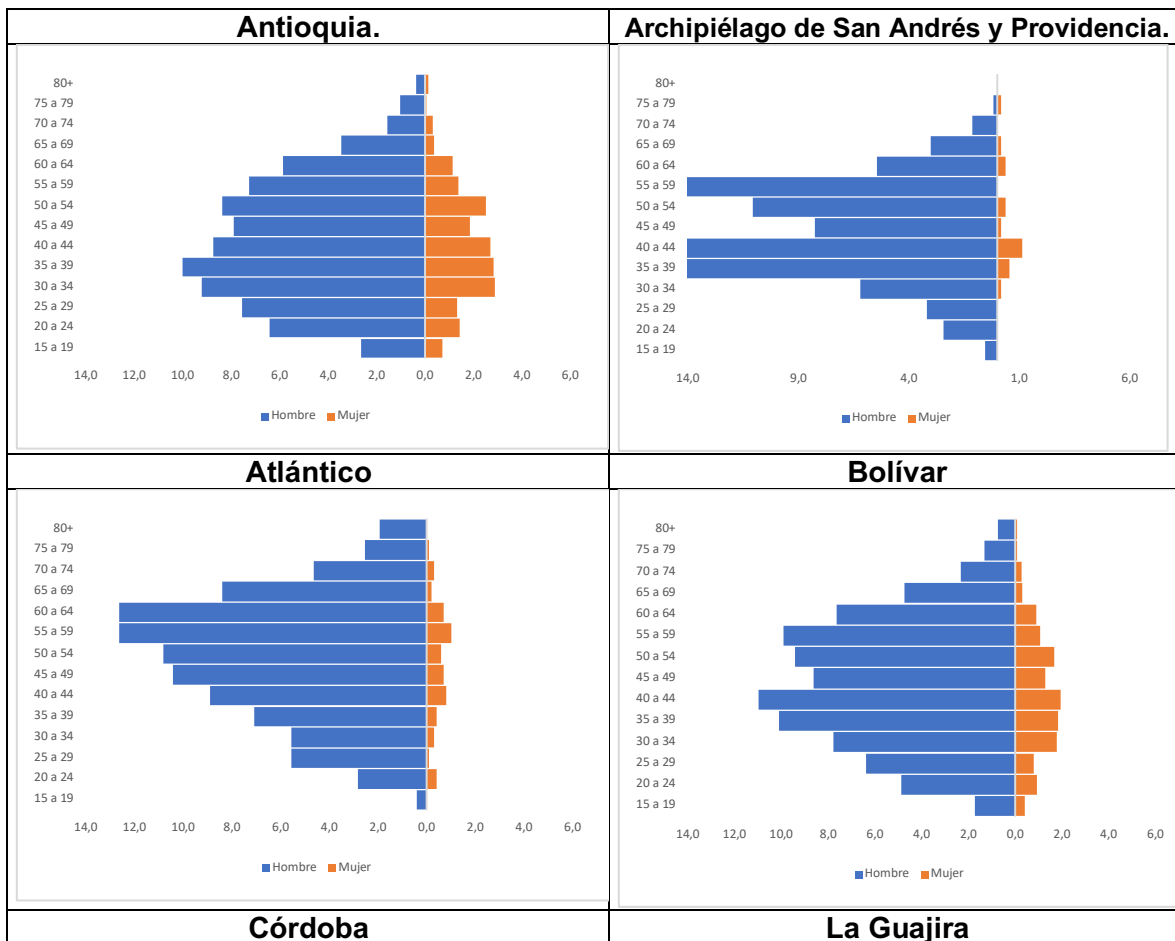 Antioquia.
80+
75 a 79
70 a 74
65 a 69
60 a 64
55 a 59
50 a 54
45 a 49
40 a 44
35 a 39
30 a 34
25 a 29
20 a 24
15 a 19
14,0 12,0 10,0 8,0 6,0 4,0 2,0 0,0 2,0 4,0 6,0
Hombre Mujer
Archipiélago de San Andrés y Providencia.
80+
75 a 79
70 a 74
65 a 69
60 a 64
55 a 59
50 a 54
45 a 49
40 a 44
35 a 39
30 a 34
25 a 29
20 a 24
15 a 19
14,0 9,0 4,0 1,0 6,0
Hombre Mujer
Atlántico
80+
75 a 79
70 a 74
65 a 69
60 a 64
55 a 59
50 a 54
45 a 49
40 a 44
35 a 39
30 a 34
25 a 29
20 a 24
15 a 19
14,0 12,0 10,0 8,0 6,0 4,0 2,0 0,0 2,0 4,0 6,0
Hombre Mujer
Bolívar
80+
75 a 79
70 a 74
65 a 69
60 a 64
55 a 59
50 a 54
45 a 49
40 a 44
35 a 39
30 a 34
25 a 29
20 a 24
15 a 19
14,0 12,0 10,0 8,0 6,0 4,0 2,0 0,0 2,0 4,0 6,0
Hombre Mujer
Córdoba
La Guajira